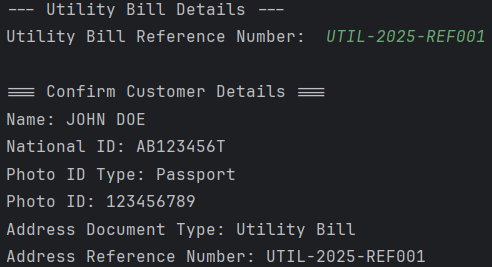 --- Utility Bill Details ---
Utility Bill Reference Number: UTIL-2025-REF001
=== Confirm Customer Details ===
Name: JOHN DOE
National ID: AB123456T
Photo ID Type: Passport
Photo ID: 123456789
Address Document Type: Utility Bill
Address Reference Number: UTIL-2025-REF001